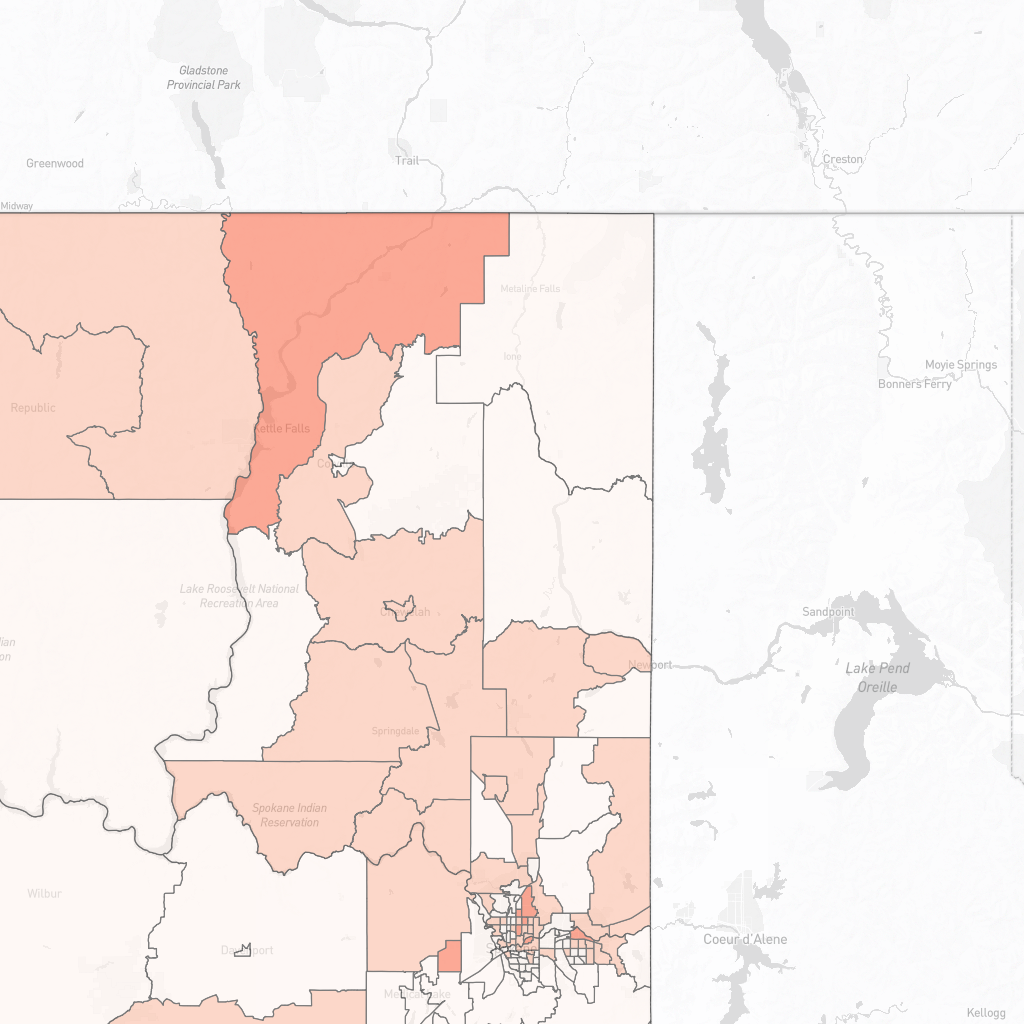 Gladstone
Provincial Park
Greenwood
Trail
Creston
Midway
Metaline Falls
Ione
Moyie Springs
Bonners Ferry
Republic
Kettle Falls
Lake Roosevelt National
Recreation Area
Sandpoint
Chewelah
Newport
Lake Pend
Oreille
Springdale
Spokane Indian
Reservation
Wilbur
Coeur d'Alene
Davenport
Medical Lake
Kellogg